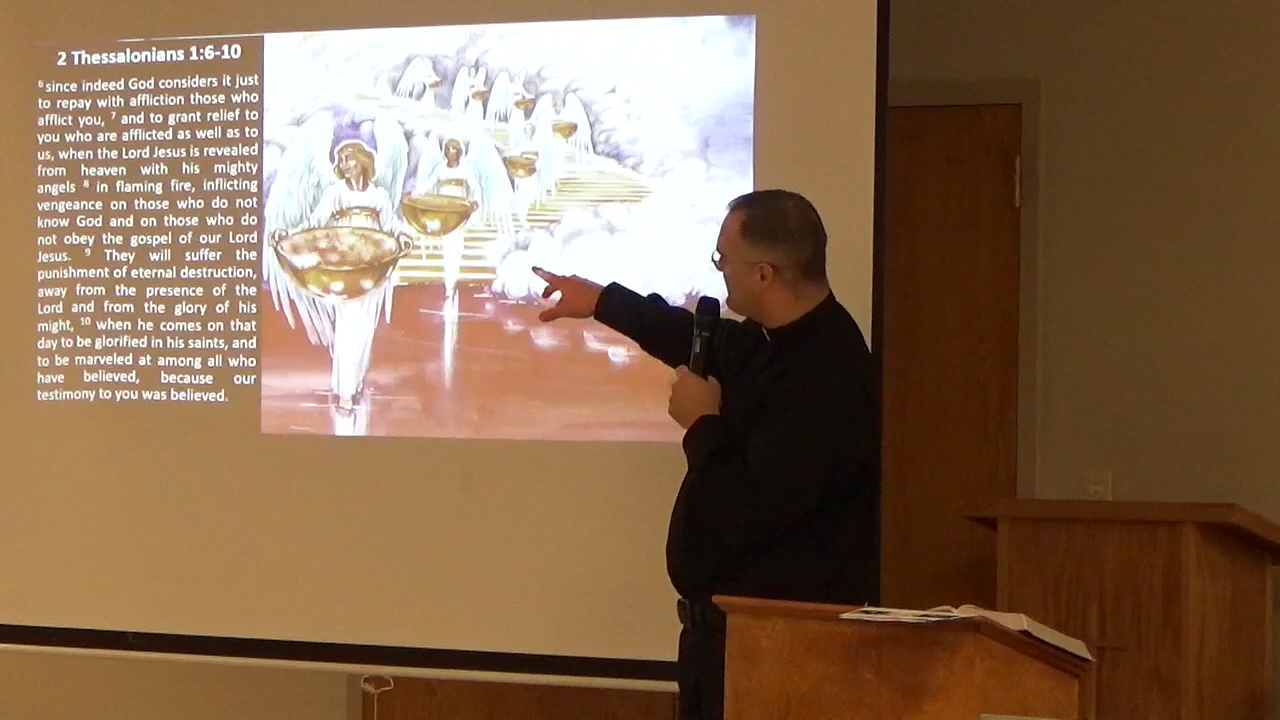 2 Thessalonians 1:6-10
⁶ since indeed God considers it just
to repay with affliction those who
afflict you, ⁷ and to grant relief to
you who are afflicted as well as to
us, when the Lord Jesus is revealed
from heaven with his mighty
angels ⁸ in flaming fire, inflicting
vengeance on those who do not
know God and on those who do
not obey the gospel of our Lord
Jesus. ⁹ They will suffer the
punishment of eternal destruction,
away from the presence of the
Lord and from the glory of his
might, ¹⁰ when he comes on that
day to be glorified in his saints, and
to be marveled at among all who
have believed, because our
testimony to you was believed.